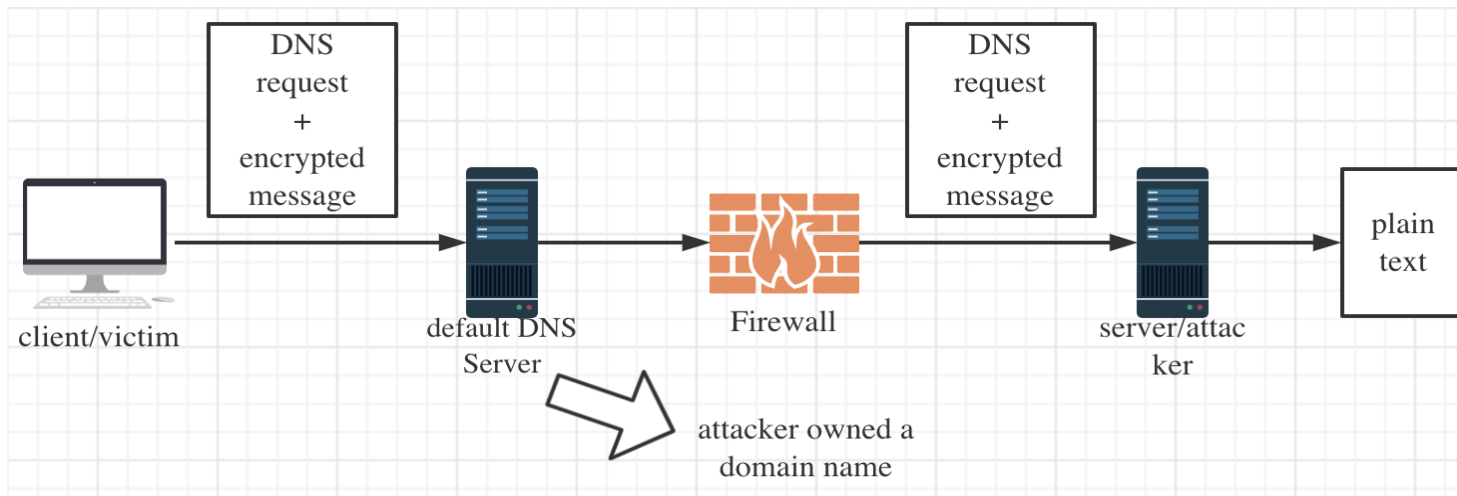 DNS
request
+
encrypted
message
DNS
request
+
encrypted
message
client/victim
default DNS
Server
Firewall
server/attac
ker
plain
text
attacker owned a
domain name